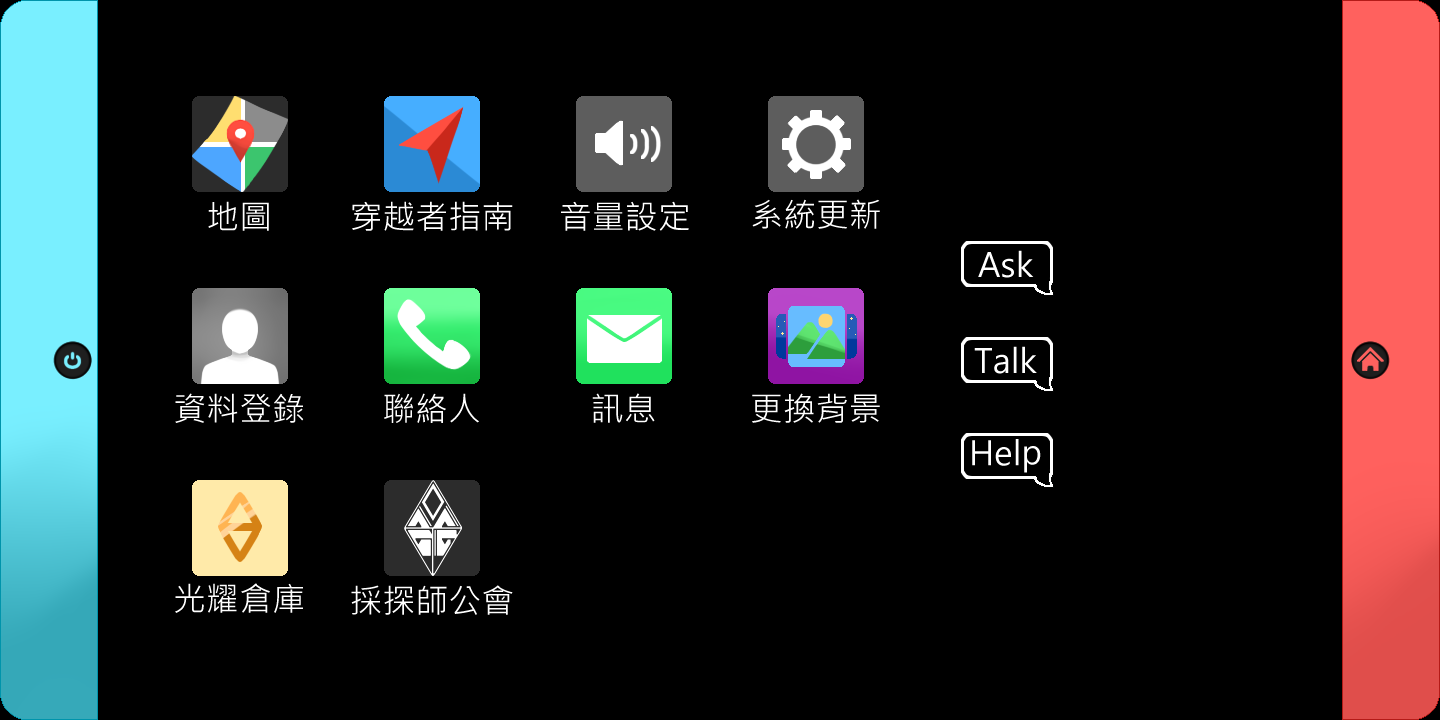 地圖
穿越者指南
音量設定
系統更新
Ask
Talk
資料登錄
聯絡人
訊息
更換背景
Help
光耀倉庫
採探師公會